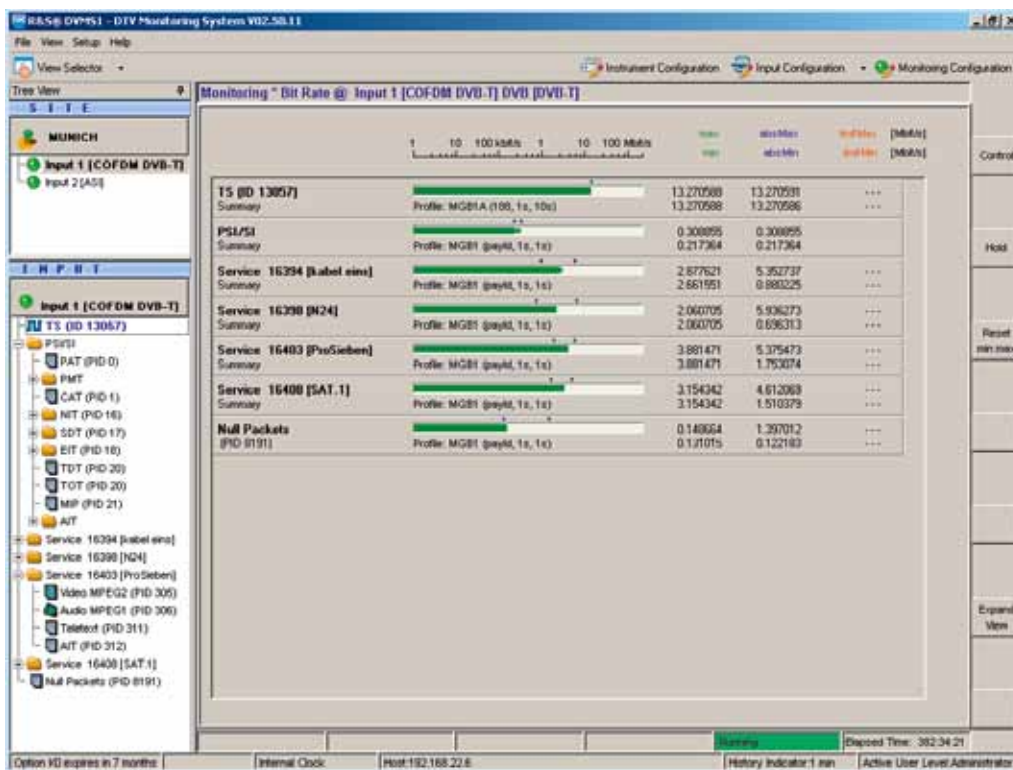 R&S® DVMS1 - DTV Monitoring System V02.50.11
File View Setup Help
View Selector
Instrument Configuration Input Configuration Monitoring Configuration
Tree View
SITE
MUNICH
Input 1 [COFDM DVB-T]
Input 2 [ASI]
INPUT
Input 1 [COFDM DVB-T]
TS (ID 13057)
PSI/SI
PAT (PID 0)
PMT
CAT (PID 1)
NIT (PID 16)
SDT (PID 17)
EIT (PID 18)
TDT (PID 20)
TOT (PID 20)
MIP (PID 21)
AIT
Service 16394 [kabel eins]
Service 16398 [N24]
Service 16403 [ProSieben]
Video MPEG2 (PID 305)
Audio MPEG1 (PID 306)
Teletext (PID 311)
AIT (PID 312)
Service 16408 [SAT.1]
Null Packets (PID 8191)
Monitoring " Bit Rate @ Input 1 [COFDM DVB-T] DVB [DVB-T]
1 10 100 kbit/s 1 10 100 Mbit/s
max absMax [Mbit/s]
min absMin [Mbit/s]
TS (ID 13057) 13.270588 13.270591 ---
Summary Profile: MGB1A (188, 1s, 10s) 13.270588 13.270586 ---
PSI/SI 0.308855 0.308855 ---
Summary Profile: MGB1 (payld, 1s, 1s) 0.217364 0.217364 ---
Service 16394 [kabel eins] 2.877621 5.352737 ---
Summary Profile: MGB1 (payld, 1s, 1s) 2.661551 0.880225 ---
Service 16398 [N24] 2.060705 5.936273 ---
Summary Profile: MGB1 (payld, 1s, 1s) 2.060705 0.696313 ---
Service 16403 [ProSieben] 3.881471 5.375473 ---
Summary Profile: MGB1 (payld, 1s, 1s) 3.881471 1.753074 ---
Service 16408 [SAT.1] 3.154342 4.612069 ---
Summary Profile: MGB1 (payld, 1s, 1s) 3.154342 1.510379 ---
Null Packets 0.148664 1.397012 ---
(PID 8191) Profile: MGB1 (payld, 1s, 1s) 0.131015 0.122183 ---
Control
Hold
Reset
min max
Expand
View
Running Elapsed Time: 382:34:21
Option K0 expires in 7 months Internal Clock Host:192.168.22.6 History Indicator:1 min Active User Level:Administrator